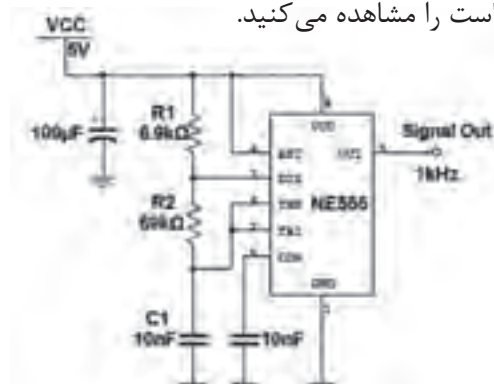 است را مشاهده می‌کنید.
VCC
5V
100µF
R1
6.9kΩ
R2
69kΩ
C1
10nF
10nF
NE555
OUT
GND
Signal Out
1kHz